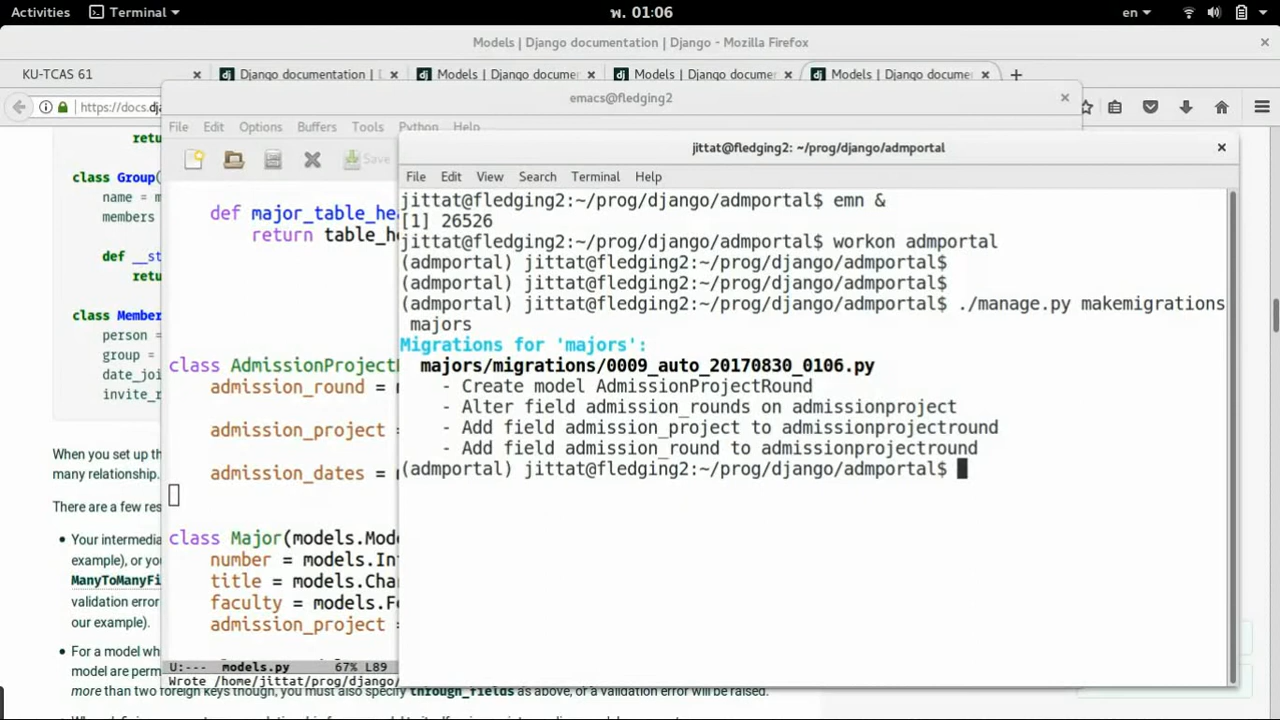 Activities Terminal พ. 01:06 en
Models | Django documentation | Django - Mozilla Firefox
KU-TCAS 61 Django documentation | Models | Django docume Models | Django docume Models | Django docume
https://docs.dj
emacs@fledging2
File Edit Options Buffers Tools Python Help
Save
retu
class Group(
name = m
members
def __st
retu
class Member
person =
group =
date_joi
invite_r
When you set up th
many relationship.
There are a few res
Your intermedia
example), or you
ManyToManyFi
validation error
our example).
For a model wh
model are perm
more than two foreign keys though, you must also specify through_fields as above, or a validation error will be raised.
def major_table_he
return table_h
class AdmissionProject
admission_round =
admission_project =
admission_dates =
class Major(models.Mod
number = models.In
title = models.Cha
faculty = models.F
admission_project =
U:--- models.py 67% L89
Wrote /home/jittat/prog/django/
jittat@fledging2: ~/prog/django/admportal
File Edit View Search Terminal Help
jittat@fledging2:~/prog/django/admportal$ emn &
[1] 26526
jittat@fledging2:~/prog/django/admportal$ workon admportal
(admportal) jittat@fledging2:~/prog/django/admportal$
(admportal) jittat@fledging2:~/prog/django/admportal$
(admportal) jittat@fledging2:~/prog/django/admportal$ ./manage.py makemigrations
majors
Migrations for 'majors':
majors/migrations/0009_auto_20170830_0106.py
- Create model AdmissionProjectRound
- Alter field admission_rounds on admissionproject
- Add field admission_project to admissionprojectround
- Add field admission_round to admissionprojectround
(admportal) jittat@fledging2:~/prog/django/admportal$